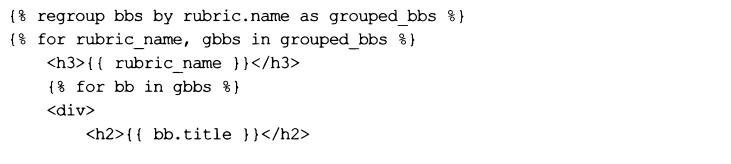 {% regroup bbs by rubric.name as grouped_bbs %}
{% for rubric_name, gbbs in grouped_bbs %}
    <h3>{{ rubric_name }}</h3>
    {% for bb in gbbs %}
    <div>
        <h2>{{ bb.title }}</h2>